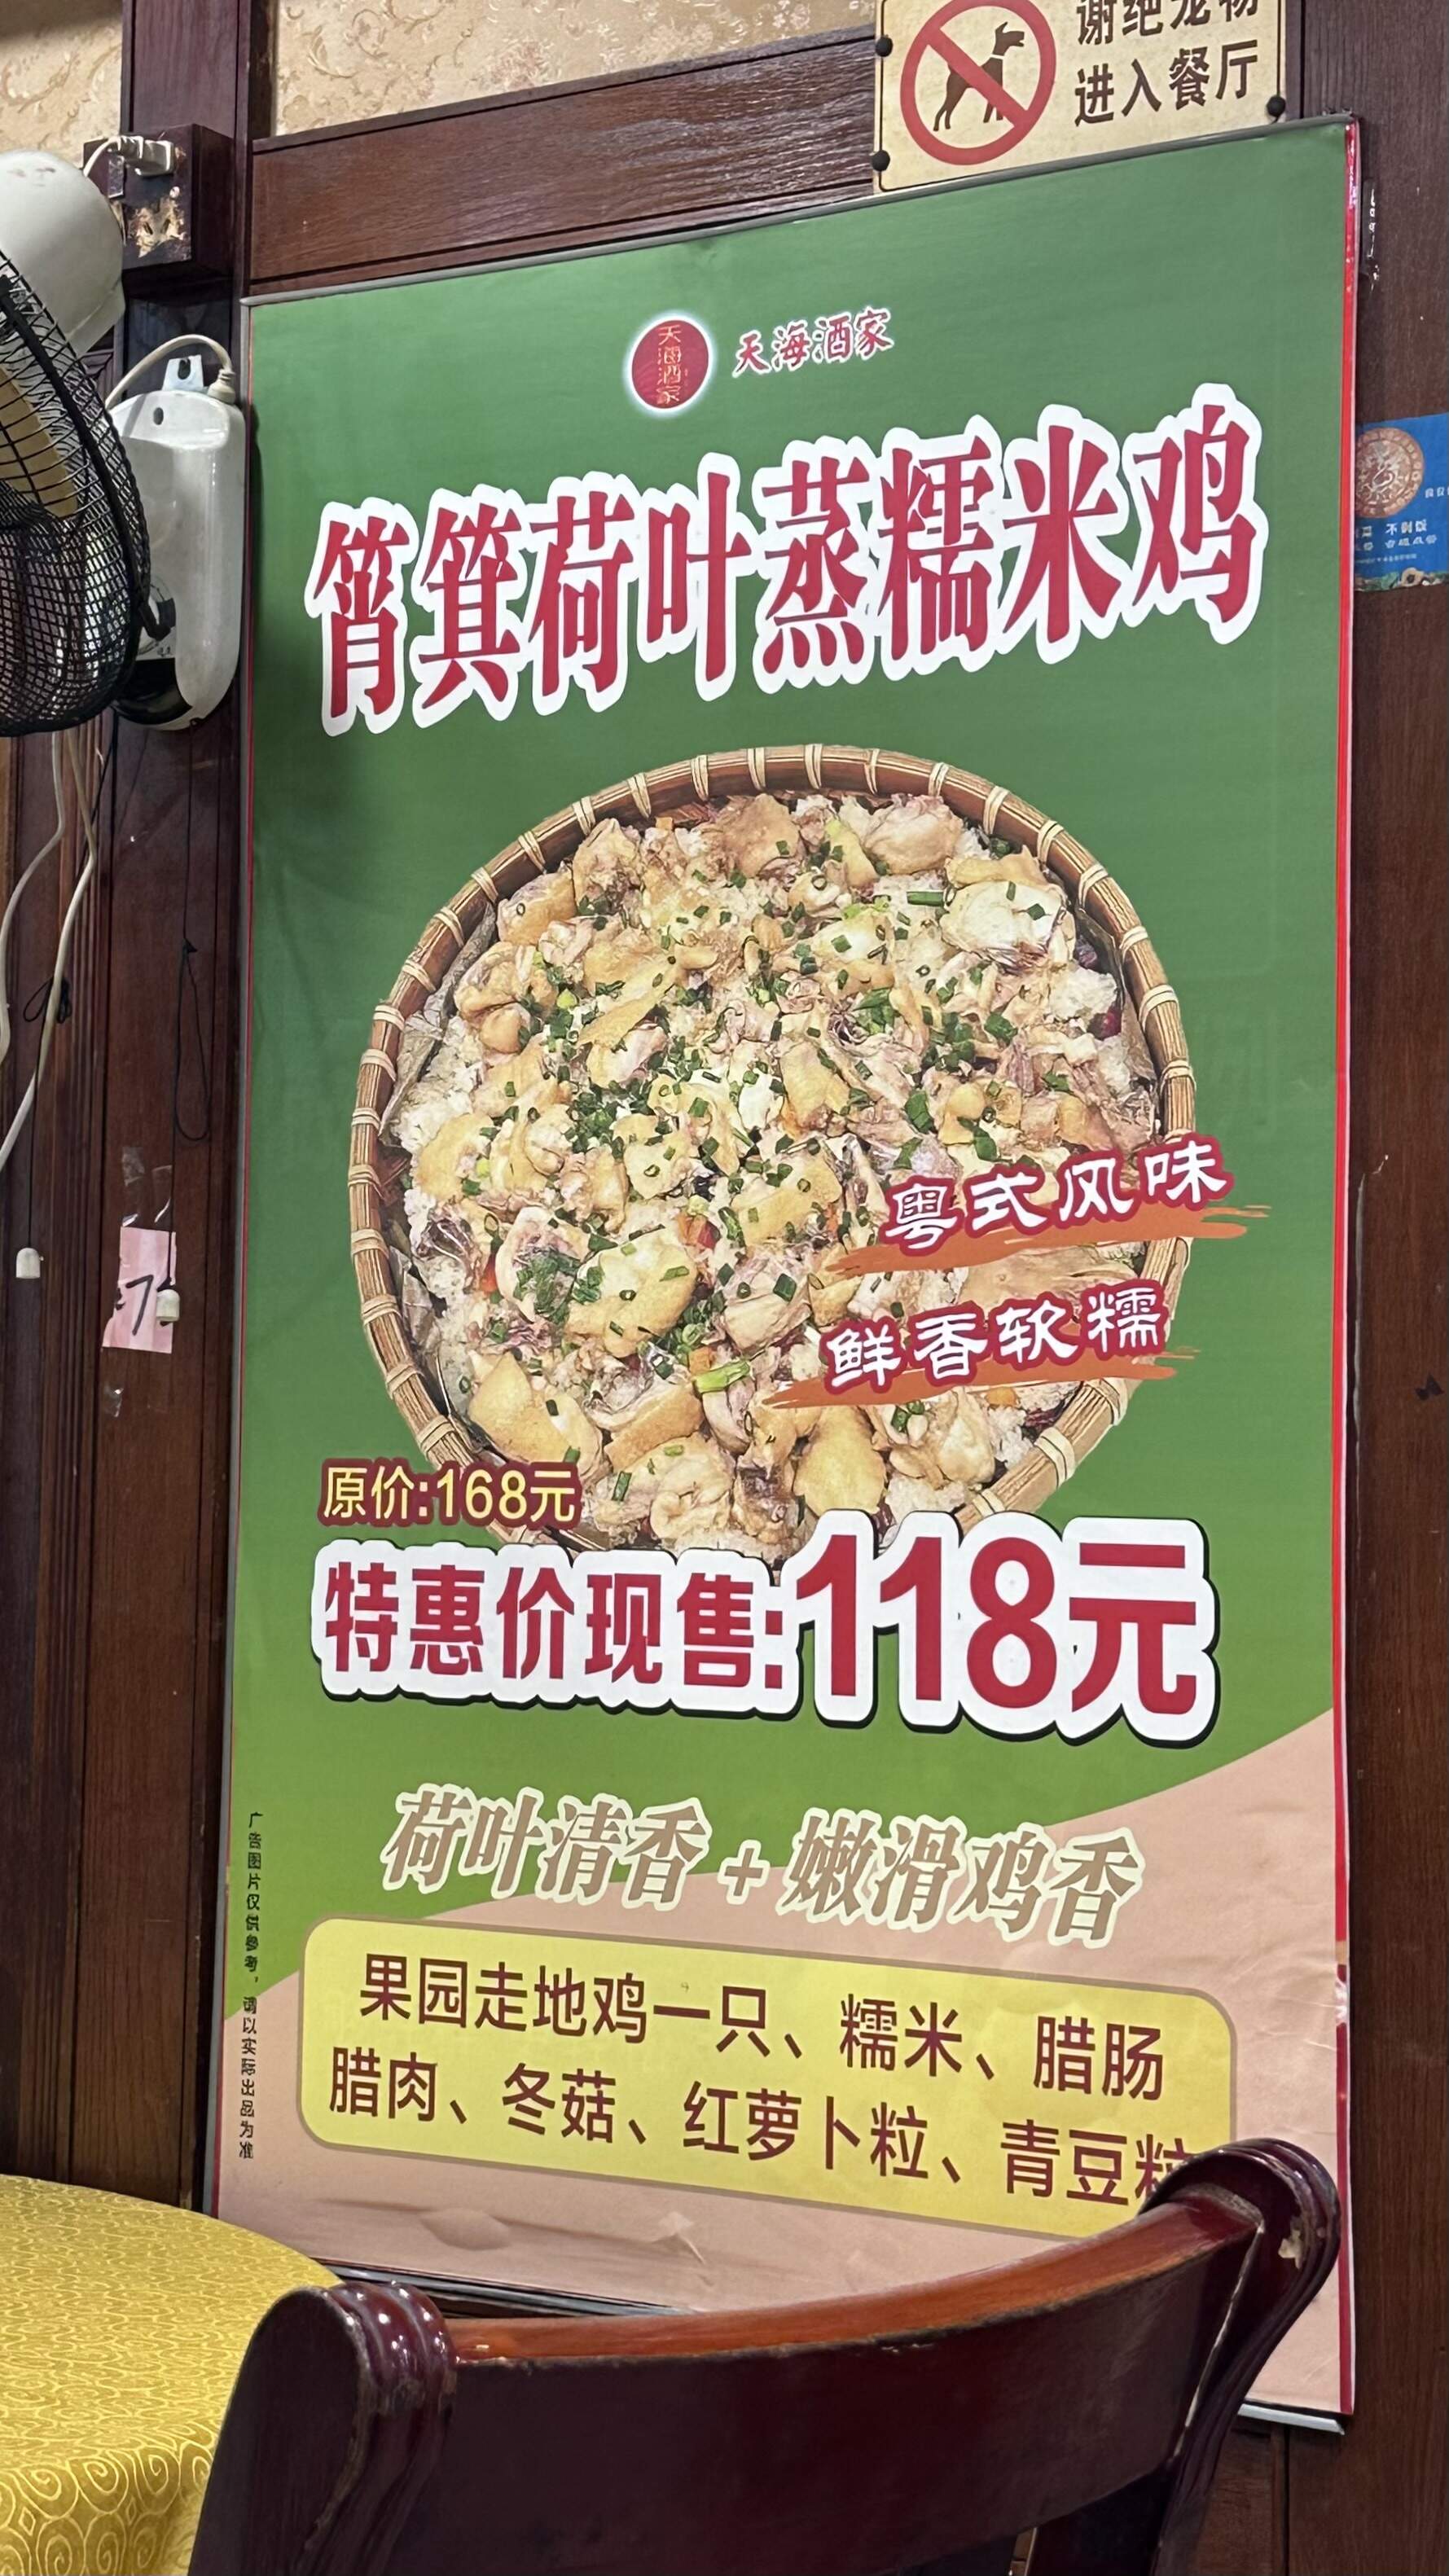 谢绝宠物
进入餐厅
天海酒家
天海酒家
筲箕荷叶蒸糯米鸡
不剩饭
粤式风味
鲜香软糯
原价:168元
特惠价现售:118元
荷叶清香+嫩滑鸡香
果园走地鸡一只、糯米、腊肠
腊肉、冬菇、红萝卜粒、青豆粒
广告图片仅供参考，请以实际出品为准